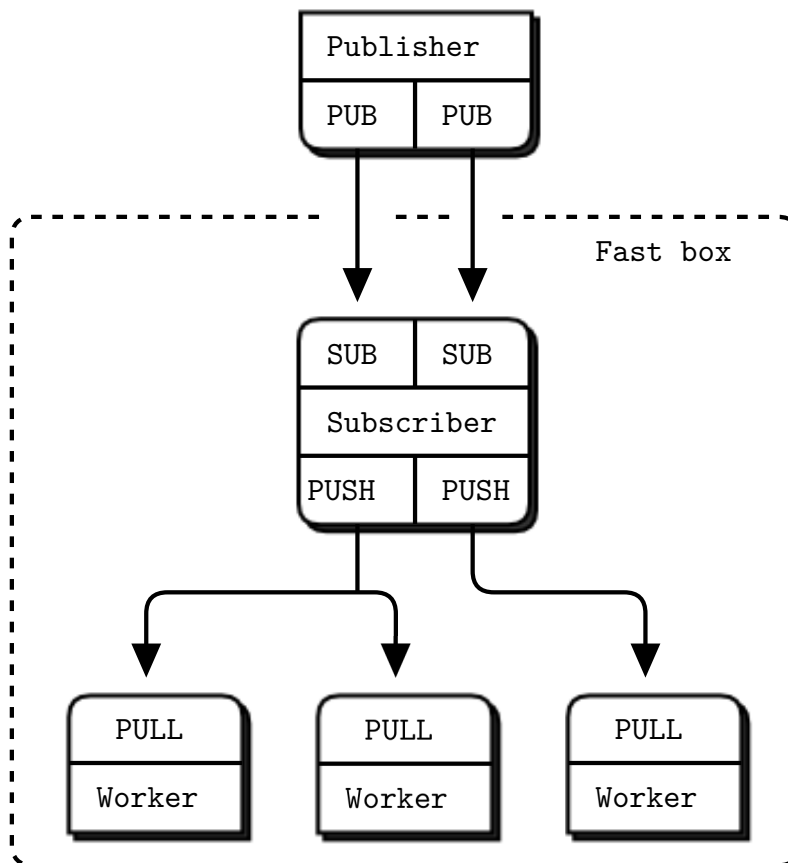 Publisher
PUB PUB
Fast box
SUB SUB
Subscriber
PUSH PUSH
PULL PULL PULL
Worker Worker Worker